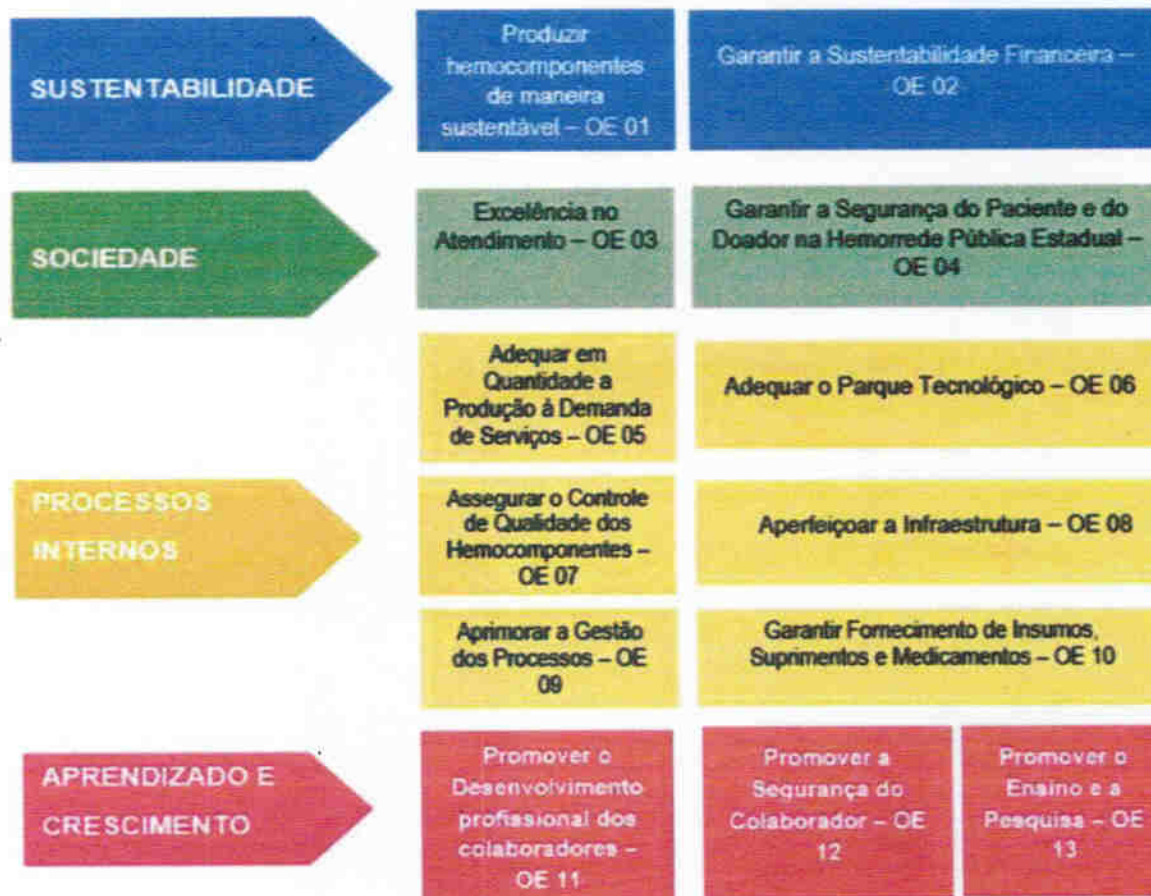 SUSTENTABILIDADE
Produzir
hemocomponentes
de maneira
sustentável – OE 01
Garantir a Sustentabilidade Financeira –
OE 02
SOCIEDADE
Excelência no
Atendimento – OE 03
Garantir a Segurança do Paciente e do
Doador na Hemorrede Pública Estadual –
OE 04
PROCESSOS
INTERNOS
Adequar em
Quantidade a
Produção à Demanda
de Serviços – OE 05
Adequar o Parque Tecnológico – OE 06
Assegurar o Controle
de Qualidade dos
Hemocomponentes –
OE 07
Aperfeiçoar a Infraestrutura – OE 08
Aprimorar a Gestão
dos Processos – OE
09
Garantir Fornecimento de Insumos,
Suprimentos e Medicamentos – OE 10
APRENDIZADO E
CRESCIMENTO
Promover o
Desenvolvimento
profissional dos
colaboradores –
OE 11
Promover a
Segurança do
Colaborador – OE
12
Promover o
Ensino e a
Pesquisa – OE
13